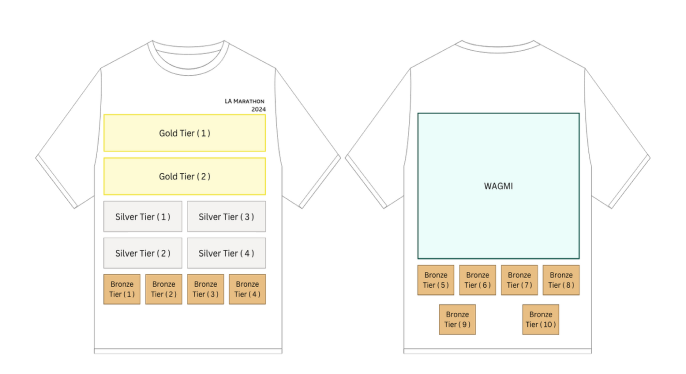 LA Marathon
2024
Gold Tier ( 1 )
Gold Tier ( 2 )
Silver Tier ( 1 )
Silver Tier ( 3 )
Silver Tier ( 2 )
Silver Tier ( 4 )
Bronze
Tier ( 1 )
Bronze
Tier ( 2 )
Bronze
Tier ( 3 )
Bronze
Tier ( 4 )
WAGMI
Bronze
Tier ( 5 )
Bronze
Tier ( 6 )
Bronze
Tier ( 7 )
Bronze
Tier ( 8 )
Bronze
Tier ( 9 )
Bronze
Tier ( 10 )